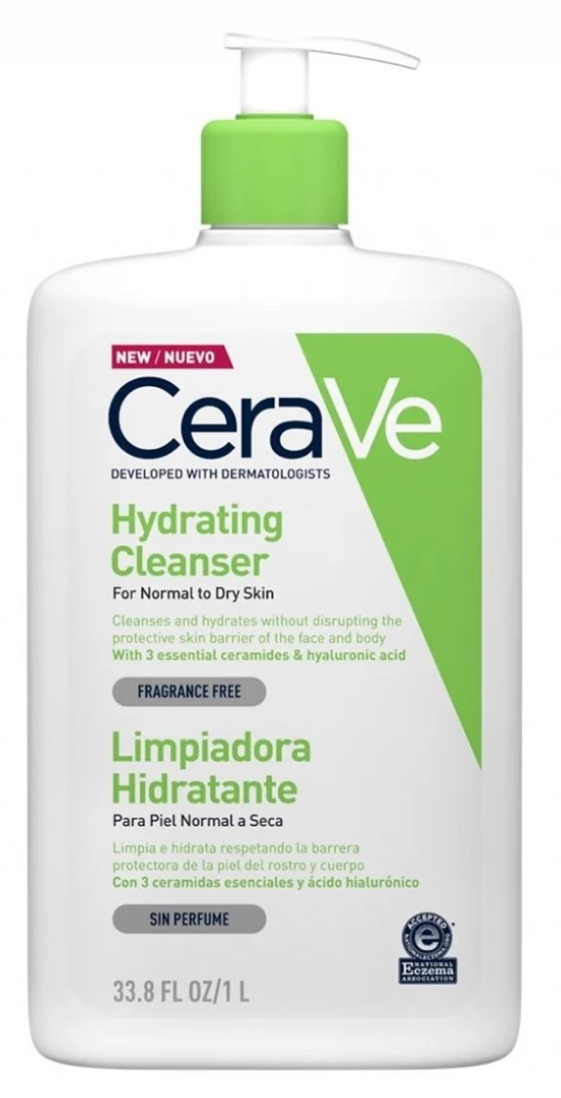 NEW / NUEVO
CeraVe
DEVELOPED WITH DERMATOLOGISTS
Hydrating
Cleanser
For Normal to Dry Skin
Cleanses and hydrates without disrupting the
protective skin barrier of the face and body
With 3 essential ceramides & hyaluronic acid
FRAGRANCE FREE
Limpiadora
Hidratante
Para Piel Normal a Seca
Limpia e hidrata respetando la barrera
protectora de la piel del rostro y cuerpo
Con 3 ceramidas esenciales y ácido hialurónico
SIN PERFUME
ACCEPTED
e
NATIONAL
Eczema
ASSOCIATION
33.8 FL OZ/1 L